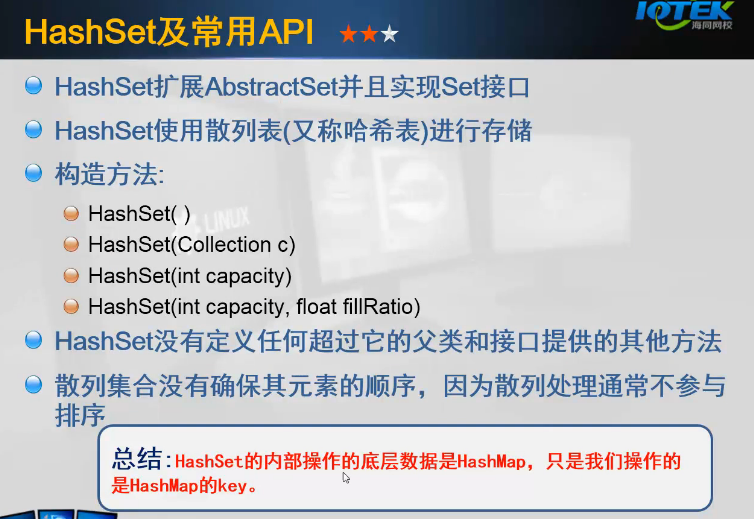 HashSet及常用API
IOTEK
海同网校
HashSet扩展AbstractSet并且实现Set接口
HashSet使用散列表(又称哈希表)进行存储
构造方法:
HashSet( )
HashSet(Collection c)
HashSet(int capacity)
HashSet(int capacity, float fillRatio)
HashSet没有定义任何超过它的父类和接口提供的其他方法
散列集合没有确保其元素的顺序，因为散列处理通常不参与
排序
总结:HashSet的内部操作的底层数据是HashMap，只是我们操作的
是HashMap的key。
LINUX